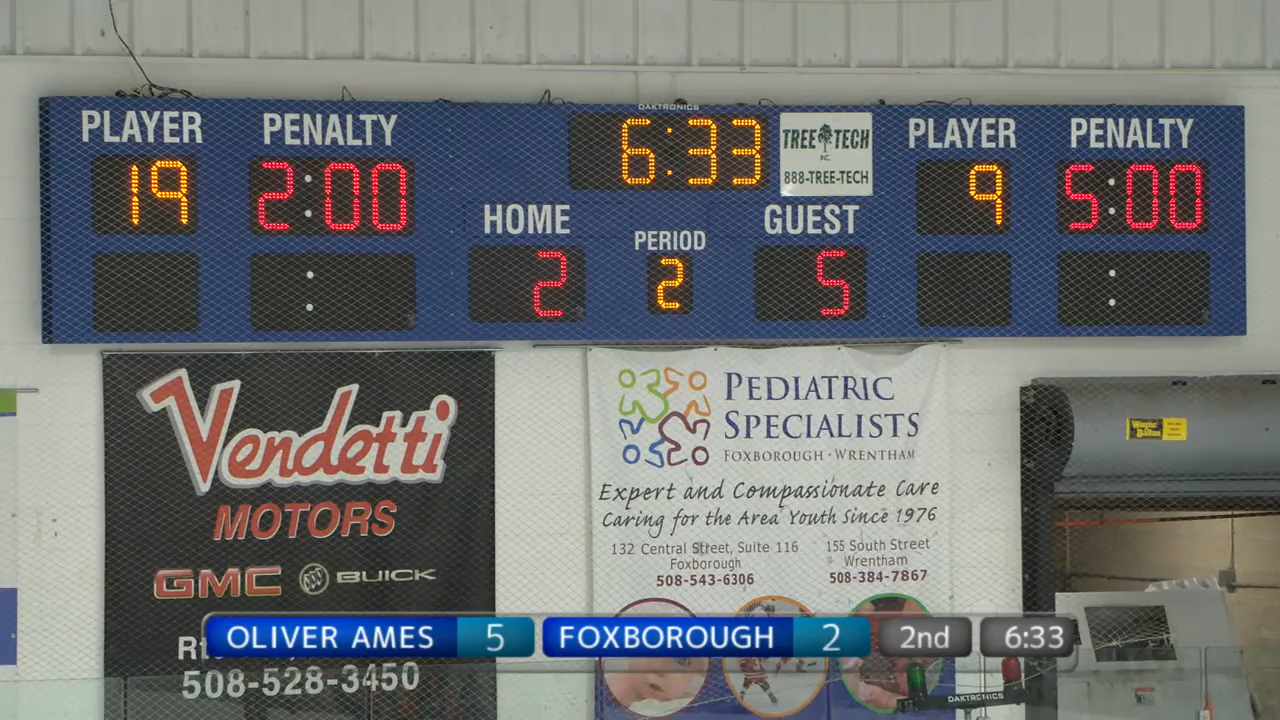 DAKTRONICS
PLAYER PENALTY
19 2:00
6:33
TREE TECH
INC.
888-TREE-TECH
PLAYER PENALTY
9 5:00
HOME
2
PERIOD
2
GUEST
5
Vendetti
MOTORS
GMC BUICK
508-528-3450
PEDIATRIC
SPECIALISTS
FOXBOROUGH · WRENTHAM
Expert and Compassionate Care
Caring for the Area Youth Since 1976
132 Central Street, Suite 116
Foxborough
508-543-6306
155 South Street
Wrentham
508-384-7867
Wayne
Dalton
OLIVER AMES 5 FOXBOROUGH 2 2nd 6:33
DAKTRONICS